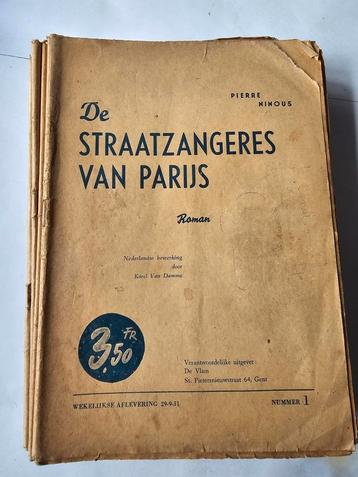 De
PIERRE
NINOUS
STRAATZANGERES
VAN PARIJS
Roman
Nederlandse bewerking
door
Karel Van Damme
3,50 FR
Verantwoordelijke uitgever:
De Vlam
St. Pietersnieuwstraat 64, Gent
WEKELIJKSE AFLEVERING 29-9-51
NUMMER 1